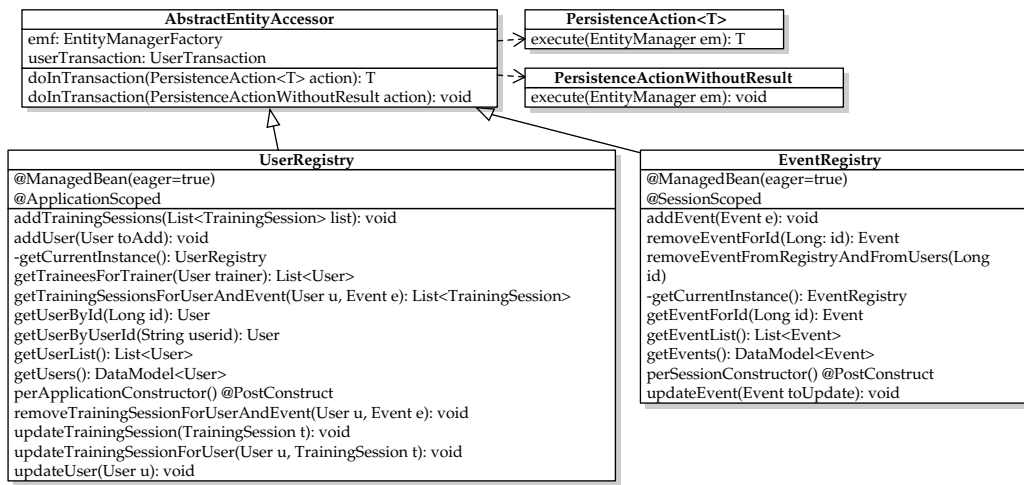 AbstractEntityAccessor
emf: EntityManagerFactory
userTransaction: UserTransaction
doInTransaction(PersistenceAction<T> action): T
doInTransaction(PersistenceActionWithoutResult action): void
PersistenceAction<T>
execute(EntityManager em): T
PersistenceActionWithoutResult
execute(EntityManager em): void
UserRegistry
@ManagedBean(eager=true)
@ApplicationScoped
addTrainingSessions(List<TrainingSession> list): void
addUser(User toAdd): void
-getCurrentInstance(): UserRegistry
getTraineesForTrainer(User trainer): List<User>
getTrainingSessionsForUserAndEvent(User u, Event e): List<TrainingSession>
getUserById(Long id): User
getUserByUserId(String userid): User
getUserList(): List<User>
getUsers(): DataModel<User>
perApplicationConstructor() @PostConstruct
removeTrainingSessionForUserAndEvent(User u, Event e): void
updateTrainingSession(TrainingSession t): void
updateTrainingSessionForUser(User u, TrainingSession t): void
updateUser(User u): void
EventRegistry
@ManagedBean(eager=true)
@SessionScoped
addEvent(Event e): void
removeEventForId(Long: id): Event
removeEventFromRegistryAndFromUsers(Long
id)
-getCurrentInstance(): EventRegistry
getEventForId(Long id): Event
getEventList(): List<Event>
getEvents(): DataModel<Event>
perSessionConstructor() @PostConstruct
updateEvent(Event toUpdate): void